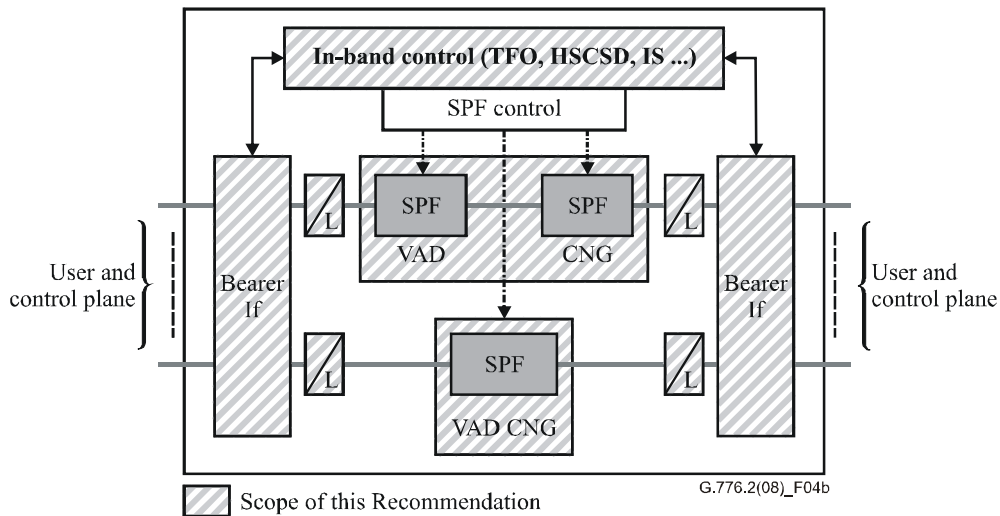 In-band control (TFO, HSCSD, IS ...)
SPF control
SPF
SPF
L
L
VAD
CNG
User and
control plane
Bearer
If
Bearer
If
User and
control plane
SPF
L
L
VAD CNG
G.776.2(08)_F04b
Scope of this Recommendation